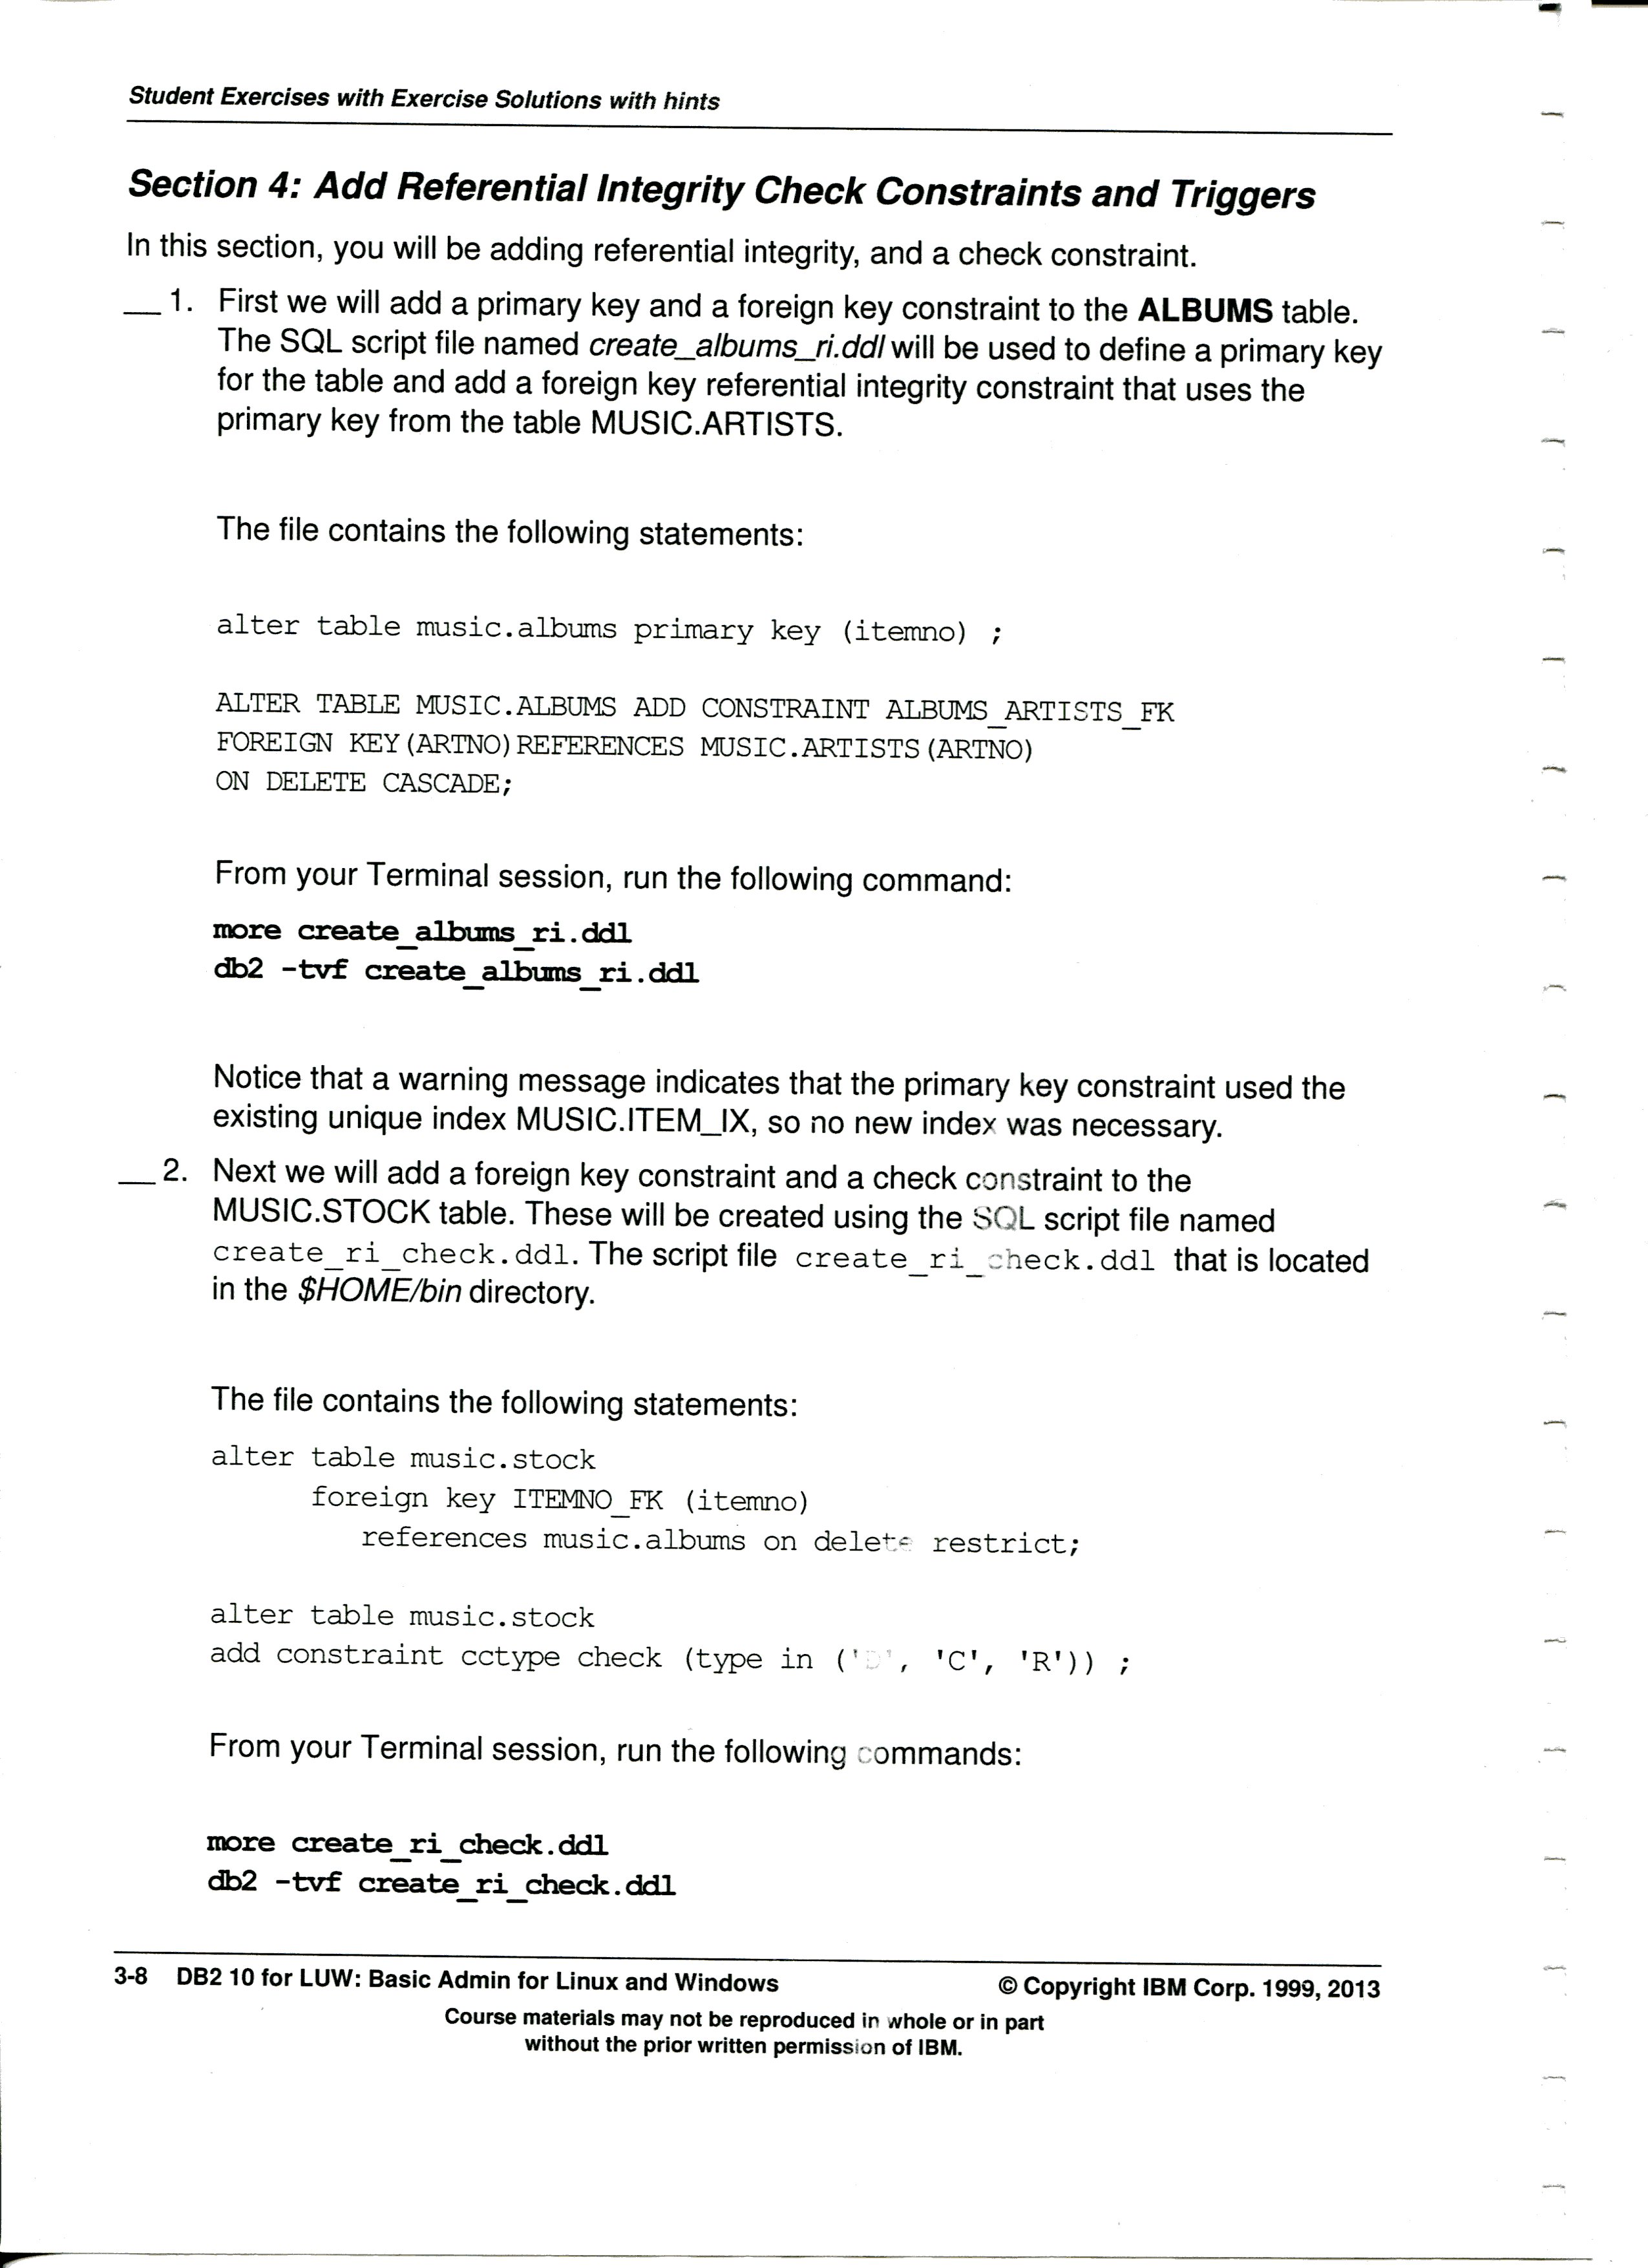 Student Exercises with Exercise Solutions with hints
Section 4: Add Referential Integrity Check Constraints and Triggers
In this section, you will be adding referential integrity, and a check constraint.
__ 1. First we will add a primary key and a foreign key constraint to the ALBUMS table.
The SQL script file named create_albums_ri.ddl will be used to define a primary key
for the table and add a foreign key referential integrity constraint that uses the
primary key from the table MUSIC.ARTISTS.
The file contains the following statements:
alter table music.albums primary key (itemno) ;
ALTER TABLE MUSIC.ALBUMS ADD CONSTRAINT ALBUMS_ARTISTS_FK
FOREIGN KEY(ARTNO)REFERENCES MUSIC.ARTISTS(ARTNO)
ON DELETE CASCADE;
From your Terminal session, run the following command:
more create_albums_ri.ddl
db2 -tvf create_albums_ri.ddl
Notice that a warning message indicates that the primary key constraint used the
existing unique index MUSIC.ITEM_IX, so no new index was necessary.
__ 2. Next we will add a foreign key constraint and a check constraint to the
MUSIC.STOCK table. These will be created using the SQL script file named
create_ri_check.ddl. The script file create_ri_check.ddl that is located
in the $HOME/bin directory.
The file contains the following statements:
alter table music.stock
foreign key ITEMNO_FK (itemno)
references music.albums on delete restrict;
alter table music.stock
add constraint cctype check (type in ('D', 'C', 'R')) ;
From your Terminal session, run the following commands:
more create_ri_check.ddl
db2 -tvf create_ri_check.ddl
3-8 DB2 10 for LUW: Basic Admin for Linux and Windows © Copyright IBM Corp. 1999, 2013
Course materials may not be reproduced in whole or in part
without the prior written permission of IBM.